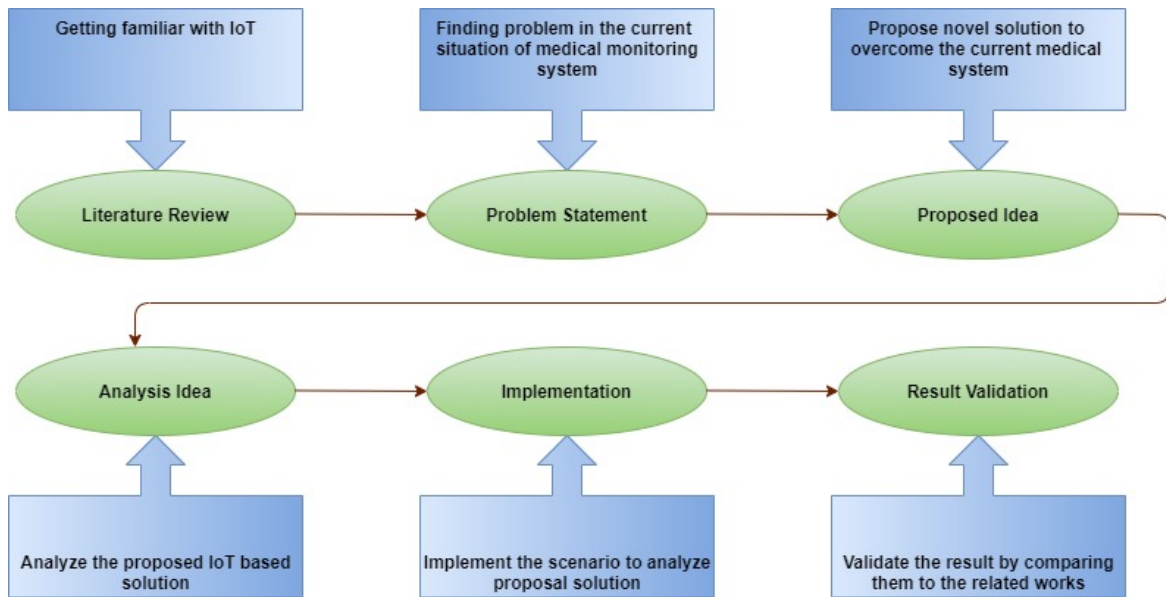 Getting familiar with IoT
Finding problem in the current
situation of medical monitoring
system
Propose novel solution to
overcome the current medical
system
Literature Review
Problem Statement
Proposed Idea
Analysis Idea
Implementation
Result Validation
Analyze the proposed IoT based
solution
Implement the scenario to analyze
proposal solution
Validate the result by comparing
them to the related works